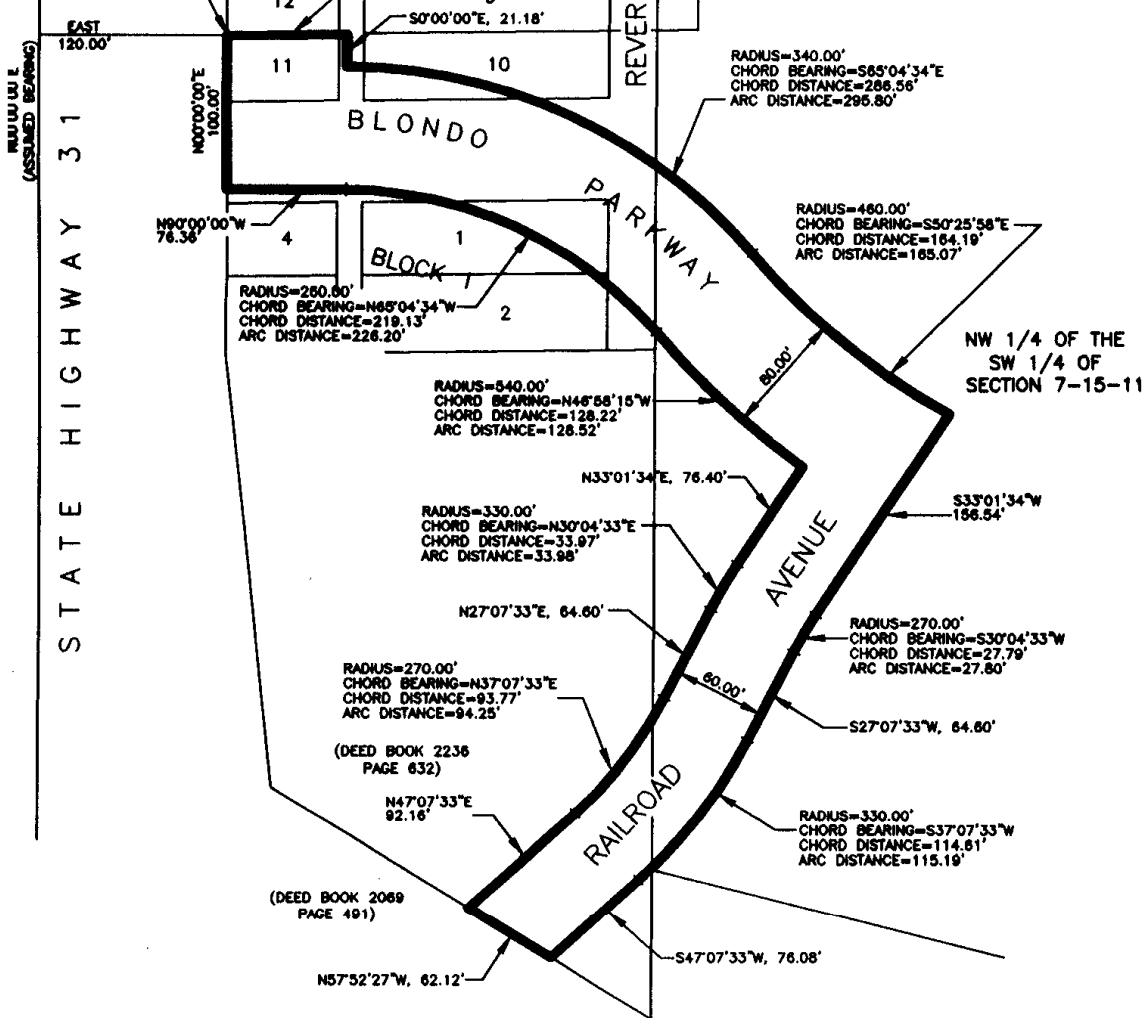 12
S0°00'00"E, 21.18'
EAST
120.00'
(ASSUMED BEARING)
STATE HIGHWAY 31
N00°00'00"E
100.00'
11
10
REVER
BLONDO
PARKWAY
RADIUS=340.00'
CHORD BEARING=S65°04'34"E
CHORD DISTANCE=286.56'
ARC DISTANCE=295.80'
N90°00'00"W
76.36'
4
1
BLOCK 1
2
RADIUS=260.00'
CHORD BEARING=N65°04'34"W
CHORD DISTANCE=219.13'
ARC DISTANCE=226.20'
RADIUS=460.00'
CHORD BEARING=S50°25'58"E
CHORD DISTANCE=164.19'
ARC DISTANCE=165.07'
NW 1/4 OF THE
SW 1/4 OF
SECTION 7-15-11
80.00'
RADIUS=540.00'
CHORD BEARING=N46°58'15"W
CHORD DISTANCE=128.22'
ARC DISTANCE=128.52'
N33°01'34"E, 76.40'
S33°01'34"W
156.54'
RADIUS=330.00'
CHORD BEARING=N30°04'33"E
CHORD DISTANCE=33.97'
ARC DISTANCE=33.98'
AVENUE
N27°07'33"E, 64.60'
RADIUS=270.00'
CHORD BEARING=S30°04'33"W
CHORD DISTANCE=27.79'
ARC DISTANCE=27.80'
RADIUS=270.00'
CHORD BEARING=N37°07'33"E
CHORD DISTANCE=93.77'
ARC DISTANCE=94.25'
60.00'
S27°07'33"W, 64.60'
(DEED BOOK 2236
PAGE 632)
N47°07'33"E
92.16'
RAILROAD
RADIUS=330.00'
CHORD BEARING=S37°07'33"W
CHORD DISTANCE=114.61'
ARC DISTANCE=115.19'
(DEED BOOK 2069
PAGE 491)
S47°07'33"W, 76.08'
N57°52'27"W, 62.12'